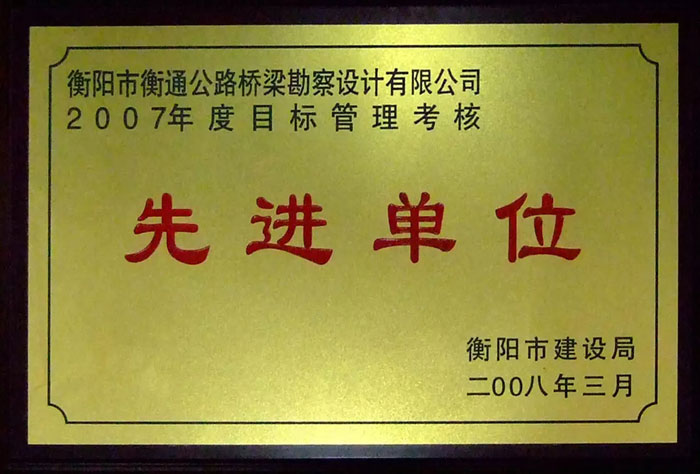 衡阳市衡通公路桥梁勘察设计有限公司
2007年度目标管理考核
先进单位
衡阳市建设局
二00八年三月